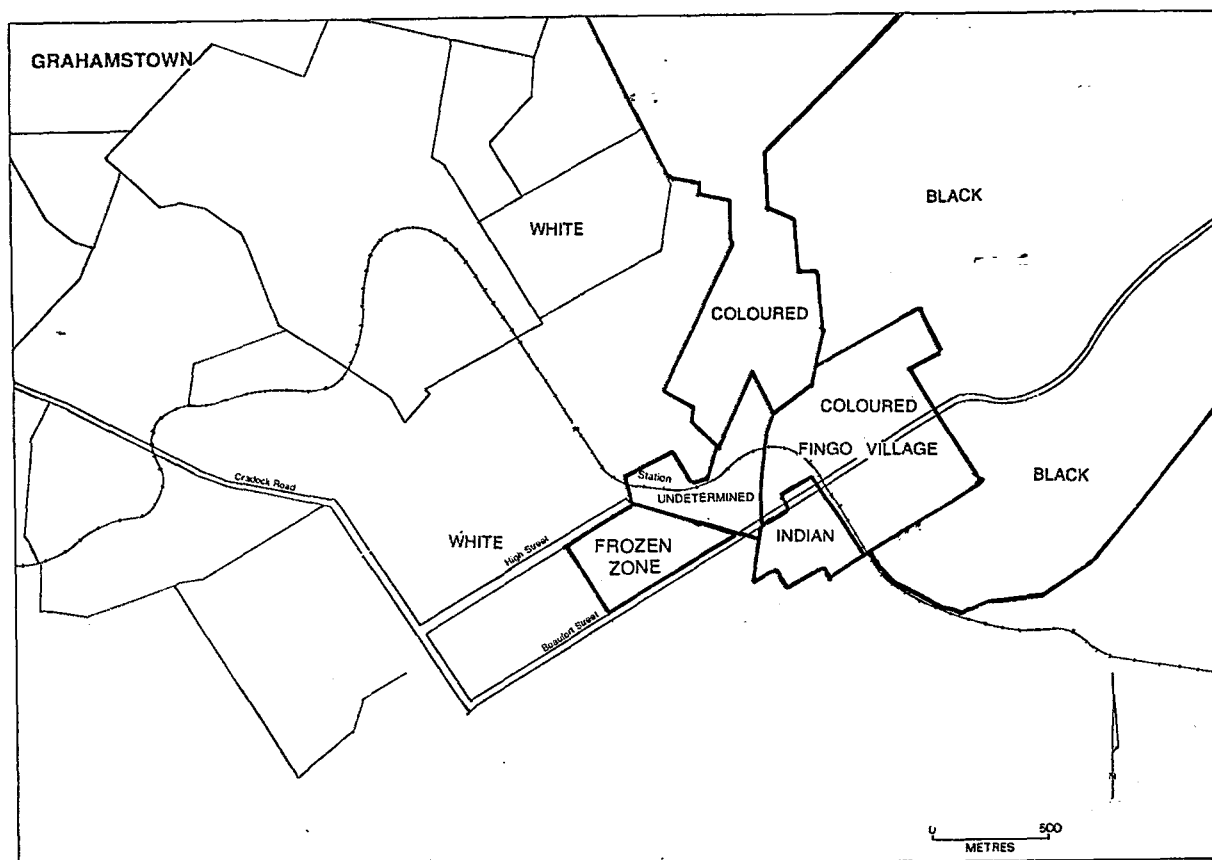 GRAHAMSTOWN
BLACK
WHITE
COLOURED
COLOURED
FINGO VILLAGE
BLACK
Station
UNDETERMINED
Cradock Road
WHITE
High Street
FROZEN
ZONE
INDIAN
Beaufort Street
N
0 500
METRES